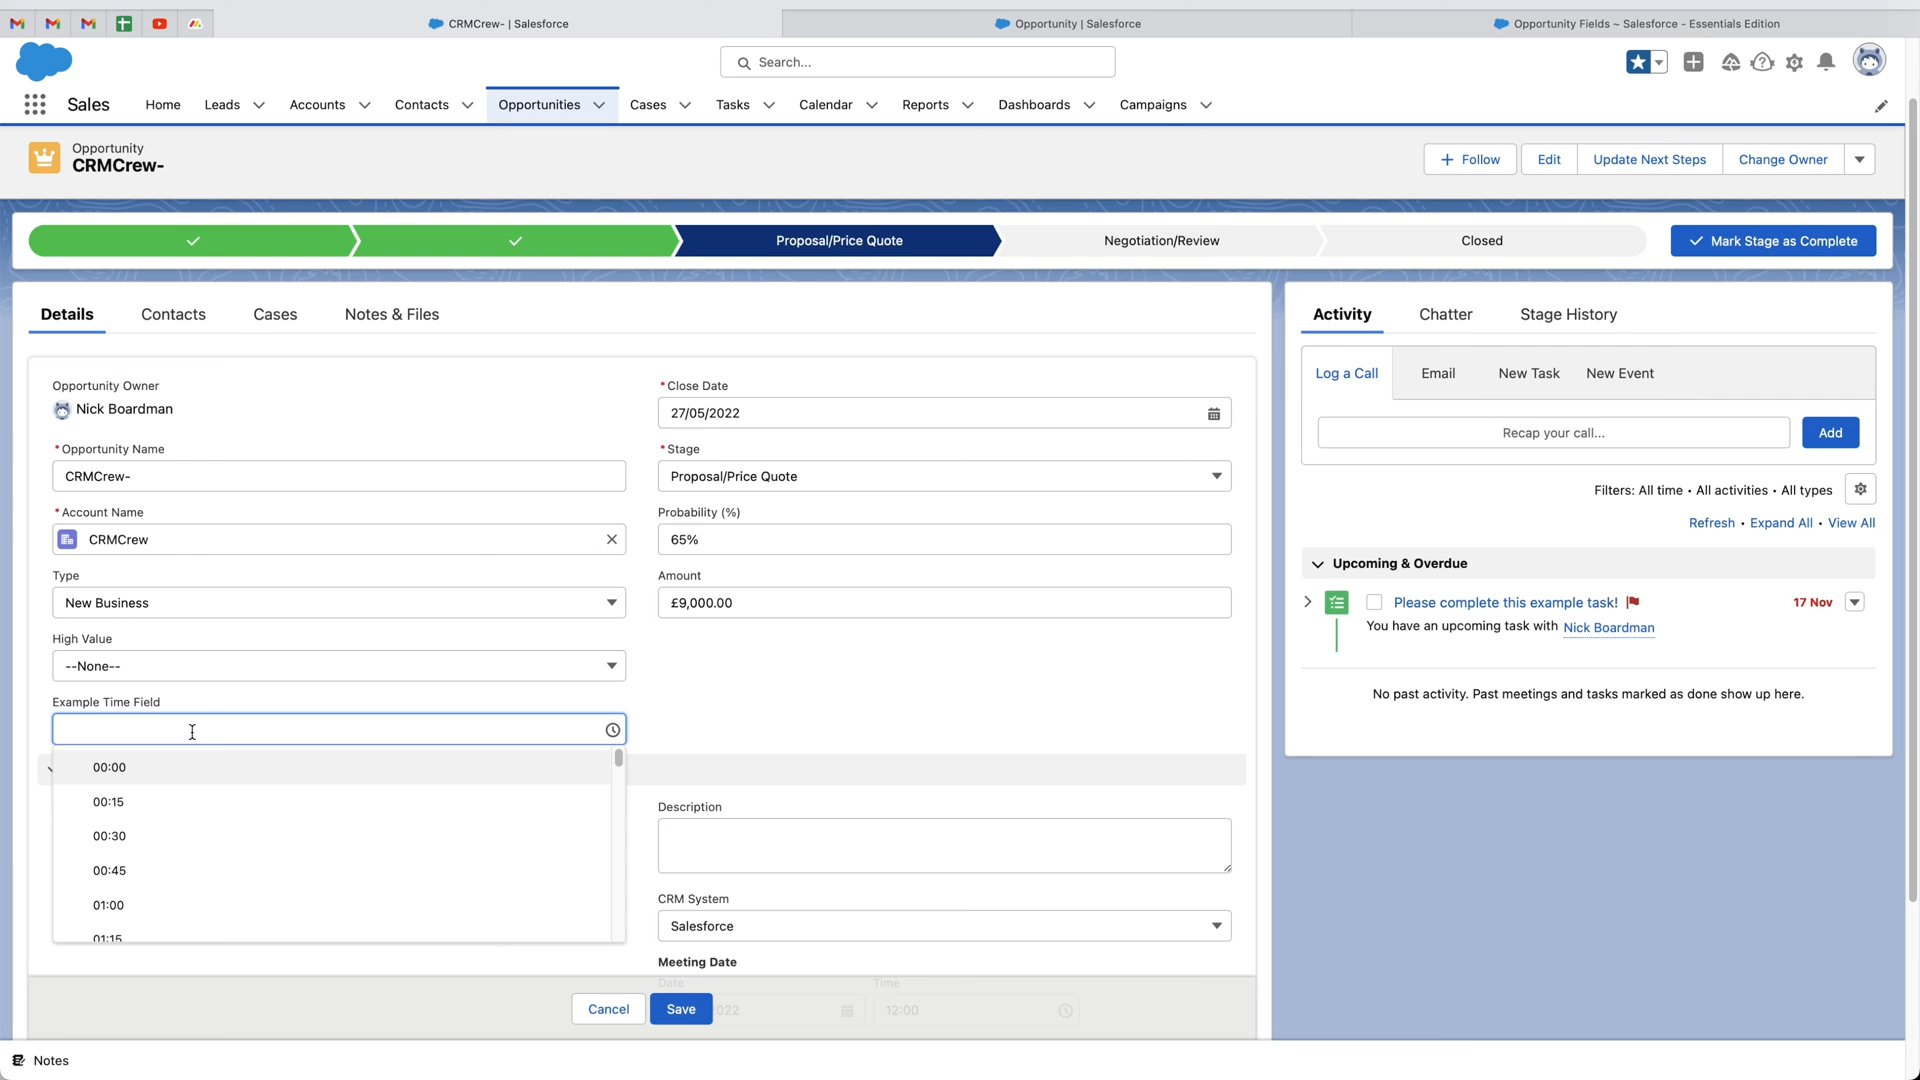 CRMCrew- | Salesforce
Opportunity | Salesforce
Opportunity Fields ~ Salesforce - Essentials Edition
Search...
Sales
Home
Leads
Accounts
Contacts
Opportunities
Cases
Tasks
Calendar
Reports
Dashboards
Campaigns
Opportunity
CRMCrew-
Follow
Edit
Update Next Steps
Change Owner
Proposal/Price Quote
Negotiation/Review
Closed
Mark Stage as Complete
Details
Contacts
Cases
Notes & Files
Opportunity Owner
Nick Boardman
*Opportunity Name
CRMCrew-
*Account Name
CRMCrew
Type
New Business
High Value
--None--
Example Time Field
00:00
00:15
00:30
00:45
01:00
01:15
*Close Date
27/05/2022
*Stage
Proposal/Price Quote
Probability (%)
65%
Amount
£9,000.00
Description
CRM System
Salesforce
Meeting Date
Date
Time
2022
12:00
Cancel
Save
Activity
Chatter
Stage History
Log a Call
Email
New Task
New Event
Recap your call...
Add
Filters: All time • All activities • All types
Refresh • Expand All • View All
Upcoming & Overdue
Please complete this example task!
17 Nov
You have an upcoming task with Nick Boardman
No past activity. Past meetings and tasks marked as done show up here.
Notes